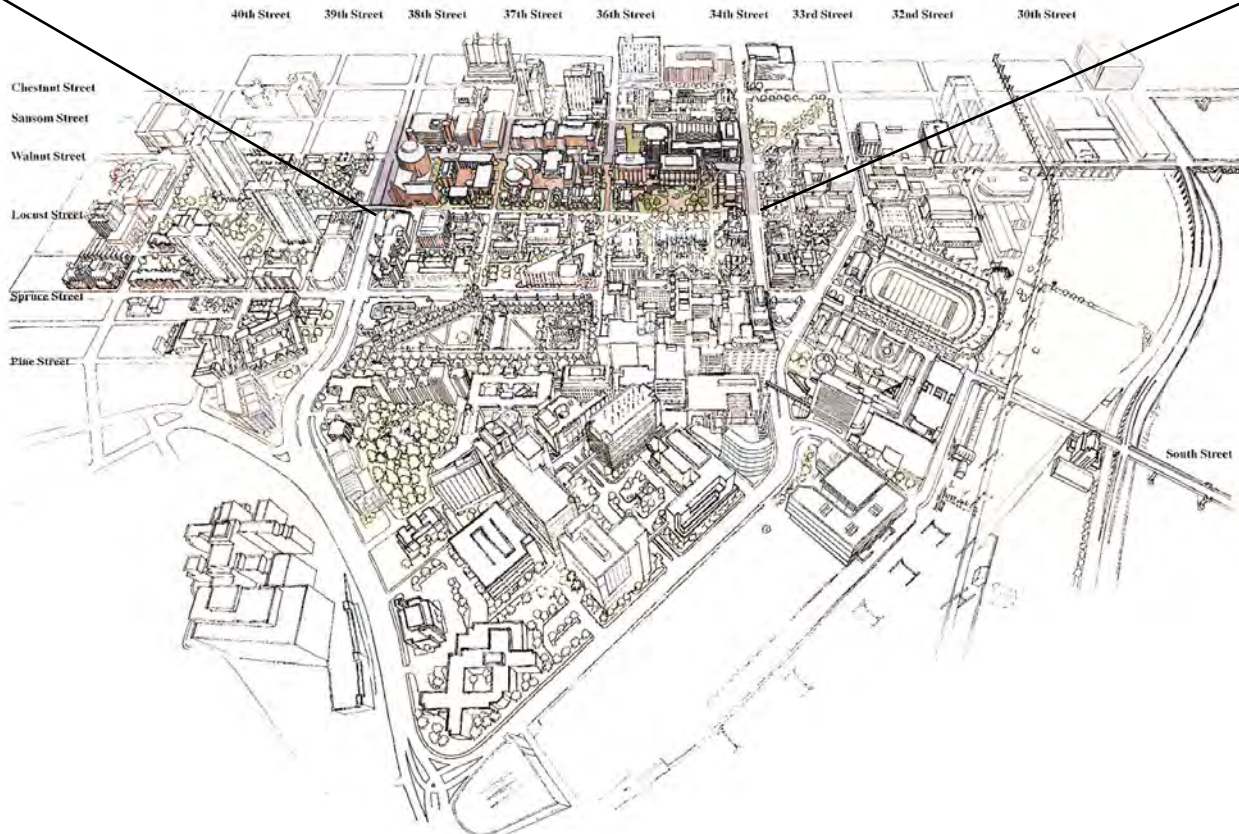 40th Street 39th Street 38th Street 37th Street 36th Street 34th Street 33rd Street 32nd Street 30th Street
Chestnut Street
Sansom Street
Walnut Street
Locust Street
Spruce Street
Pine Street
South Street